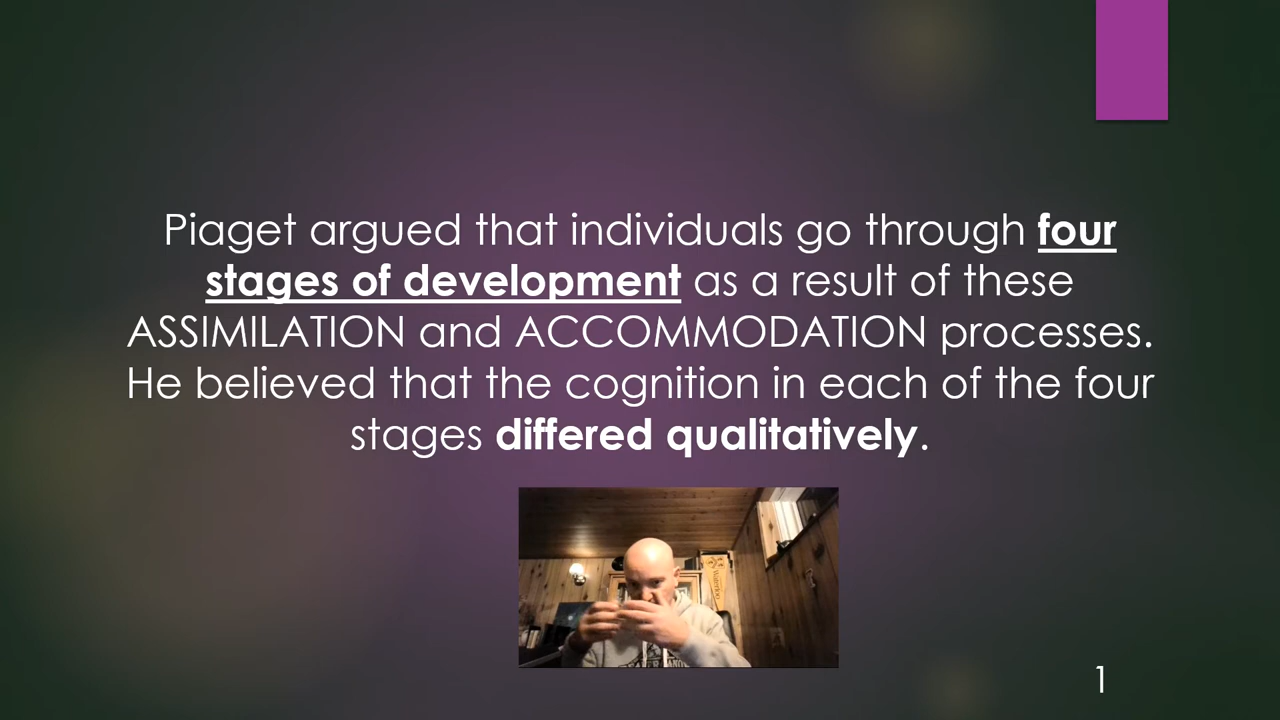 Piaget argued that individuals go through four
stages of development as a result of these
ASSIMILATION and ACCOMMODATION processes.
He believed that the cognition in each of the four
stages differed qualitatively.
Waterloo
1